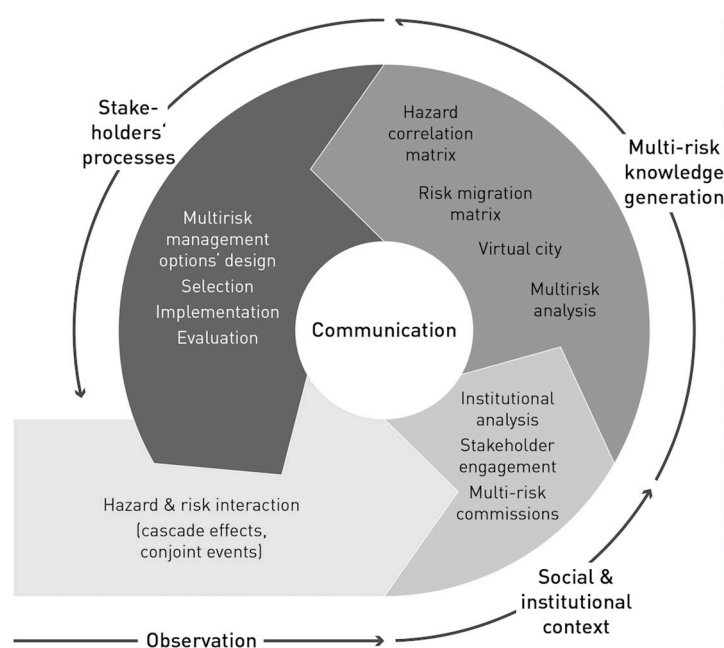 Stake-
holders‘
processes
Hazard
correlation
matrix
Multi-risk
knowledge
generation
Risk migration
matrix
Virtual city
Multirisk
analysis
Multirisk
management
options‘ design
Selection
Implementation
Evaluation
Communication
Institutional
analysis
Stakeholder
engagement
Multi-risk
commissions
Hazard & risk interaction
(cascade effects,
conjoint events)
Social &
institutional
context
Observation